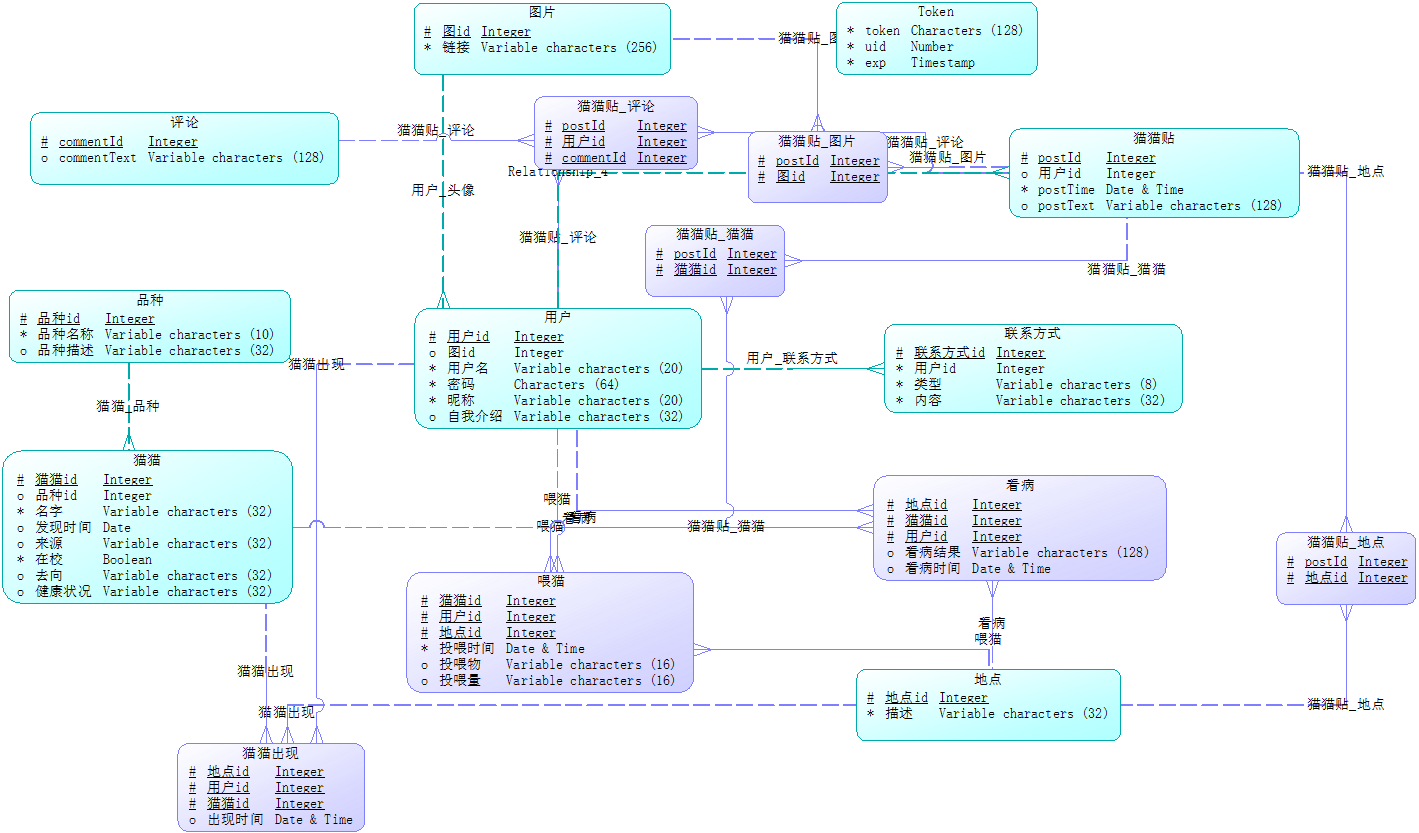 图片
# 图id Integer
* 链接 Variable characters (256)
猫猫贴_图
Token
* token Characters (128)
* uid Number
* exp Timestamp
评论
# commentId Integer
o commentText Variable characters (128)
猫猫贴_评论
猫猫贴_评论
# postId Integer
# 用户id Integer
# commentId Integer
Relationship_4
猫猫贴_图片
# postId Integer
# 图id Integer
猫猫贴_评论
猫猫贴_图片
猫猫贴
# postId Integer
o 用户id Integer
* postTime Date & Time
o postText Variable characters (128)
猫猫贴_地点
用户_头像
猫猫贴_评论
猫猫贴_猫猫
# postId Integer
# 猫猫id Integer
猫猫贴_猫猫
品种
# 品种id Integer
* 品种名称 Variable characters (10)
o 品种描述 Variable characters (32)
猫猫出现
用户
# 用户id Integer
o 图id Integer
* 用户名 Variable characters (20)
* 密码 Characters (64)
* 昵称 Variable characters (20)
o 自我介绍 Variable characters (32)
用户_联系方式
联系方式
# 联系方式id Integer
* 用户id Integer
* 类型 Variable characters (8)
* 内容 Variable characters (32)
猫猫_品种
猫猫
# 猫猫id Integer
o 品种id Integer
* 名字 Variable characters (32)
o 发现时间 Date
o 来源 Variable characters (32)
* 在校 Boolean
o 去向 Variable characters (32)
o 健康状况 Variable characters (32)
喂猫
看病
看病
喂猫
猫猫贴_猫猫
看病
# 地点id Integer
# 猫猫id Integer
# 用户id Integer
o 看病结果 Variable characters (128)
o 看病时间 Date & Time
猫猫贴_地点
# postId Integer
# 地点id Integer
喂猫
# 猫猫id Integer
# 用户id Integer
# 地点id Integer
* 投喂时间 Date & Time
o 投喂物 Variable characters (16)
o 投喂量 Variable characters (16)
看病
喂猫
猫猫出现
地点
# 地点id Integer
* 描述 Variable characters (32)
猫猫贴_地点
猫猫出现
猫猫出现
# 地点id Integer
# 用户id Integer
# 猫猫id Integer
o 出现时间 Date & Time